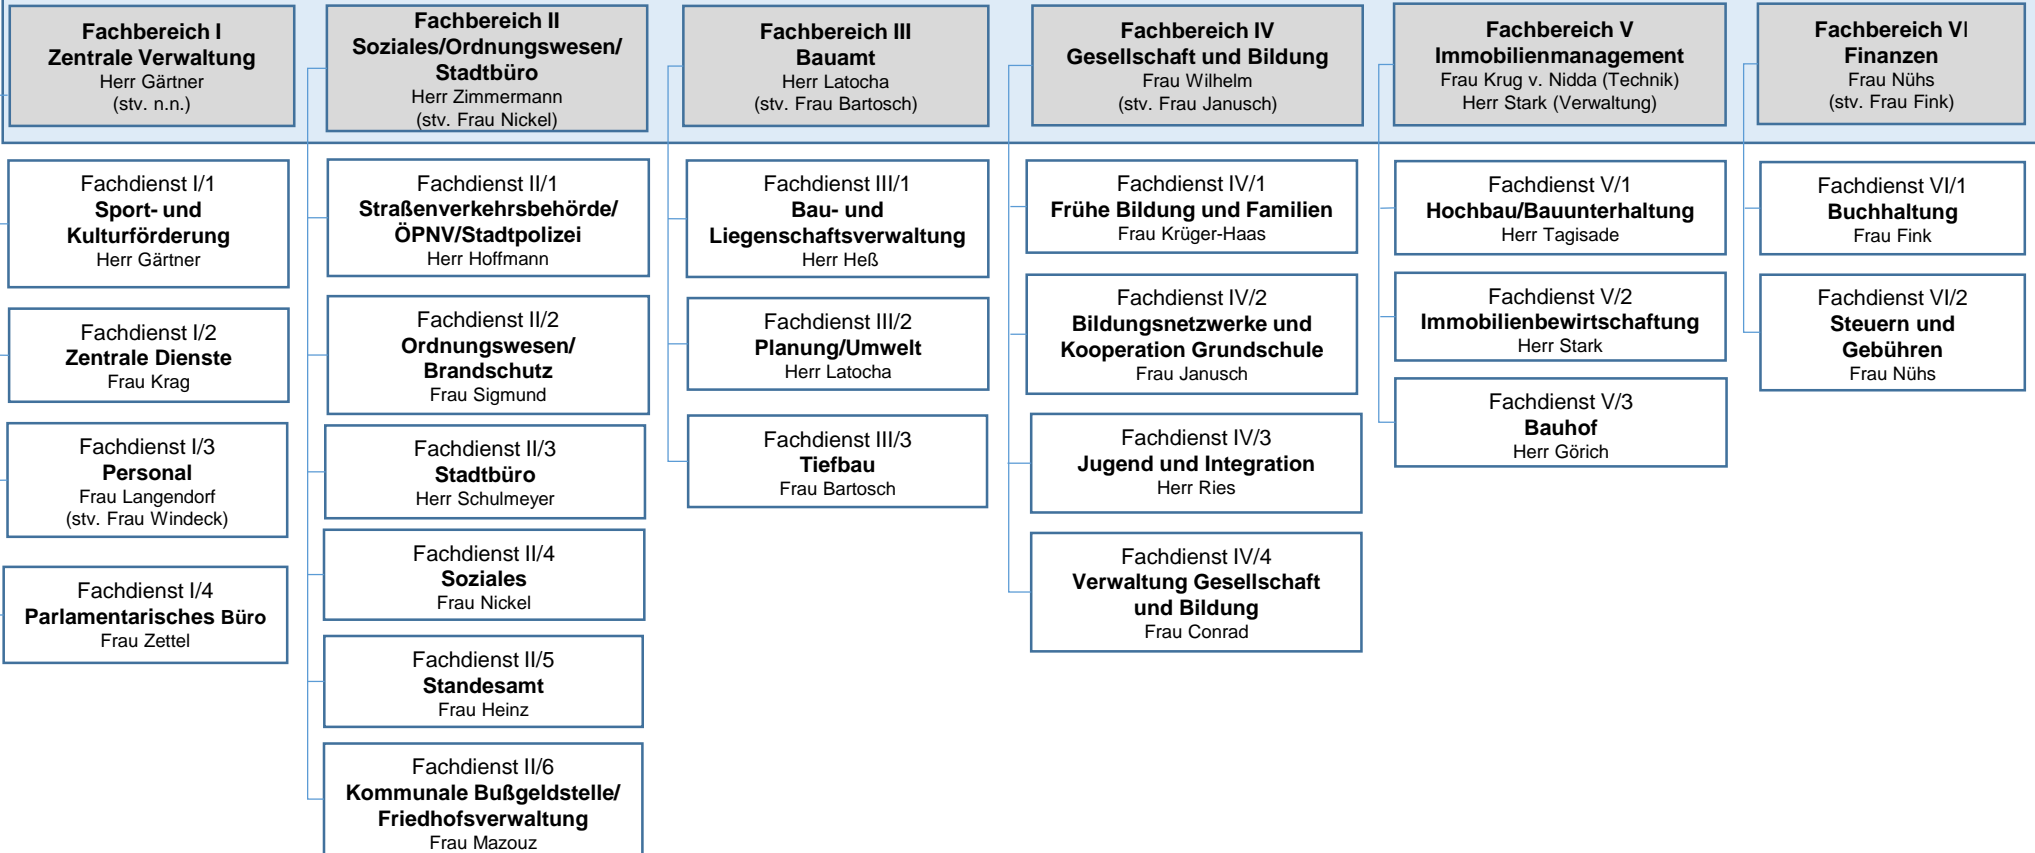 Fachbereich I
Zentrale Verwaltung
Herr Gärtner
(stv. n.n.)
Fachbereich II
Soziales/Ordnungswesen/
Stadtbüro
Herr Zimmermann
(stv. Frau Nickel)
Fachbereich III
Bauamt
Herr Latocha
(stv. Frau Bartosch)
Fachbereich IV
Gesellschaft und Bildung
Frau Wilhelm
(stv. Frau Janusch)
Fachbereich V
Immobilienmanagement
Frau Krug v. Nidda (Technik)
Herr Stark (Verwaltung)
Fachbereich VI
Finanzen
Frau Nühs
(stv. Frau Fink)
Fachdienst I/1
Sport- und
Kulturförderung
Herr Gärtner
Fachdienst I/2
Zentrale Dienste
Frau Krag
Fachdienst I/3
Personal
Frau Langendorf
(stv. Frau Windeck)
Fachdienst I/4
Parlamentarisches Büro
Frau Zettel
Fachdienst II/1
Straßenverkehrsbehörde/
ÖPNV/Stadtpolizei
Herr Hoffmann
Fachdienst II/2
Ordnungswesen/
Brandschutz
Frau Sigmund
Fachdienst II/3
Stadtbüro
Herr Schulmeyer
Fachdienst II/4
Soziales
Frau Nickel
Fachdienst II/5
Standesamt
Frau Heinz
Fachdienst II/6
Kommunale Bußgeldstelle/
Friedhofsverwaltung
Frau Mazouz
Fachdienst III/1
Bau- und
Liegenschaftsverwaltung
Herr Heß
Fachdienst III/2
Planung/Umwelt
Herr Latocha
Fachdienst III/3
Tiefbau
Frau Bartosch
Fachdienst IV/1
Frühe Bildung und Familien
Frau Krüger-Haas
Fachdienst IV/2
Bildungsnetzwerke und
Kooperation Grundschule
Frau Janusch
Fachdienst IV/3
Jugend und Integration
Herr Ries
Fachdienst IV/4
Verwaltung Gesellschaft
und Bildung
Frau Conrad
Fachdienst V/1
Hochbau/Bauunterhaltung
Herr Tagisade
Fachdienst V/2
Immobilienbewirtschaftung
Herr Stark
Fachdienst V/3
Bauhof
Herr Görich
Fachdienst VI/1
Buchhaltung
Frau Fink
Fachdienst VI/2
Steuern und
Gebühren
Frau Nühs